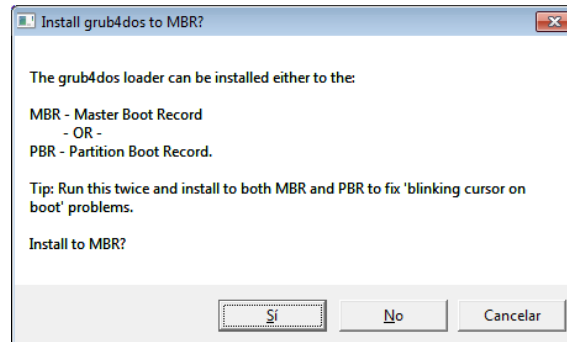 Install grub4dos to MBR?
The grub4dos loader can be installed either to the:
MBR - Master Boot Record
- OR -
PBR - Partition Boot Record.
Tip: Run this twice and install to both MBR and PBR to fix 'blinking cursor on
boot' problems.
Install to MBR?
Sí
No
Cancelar